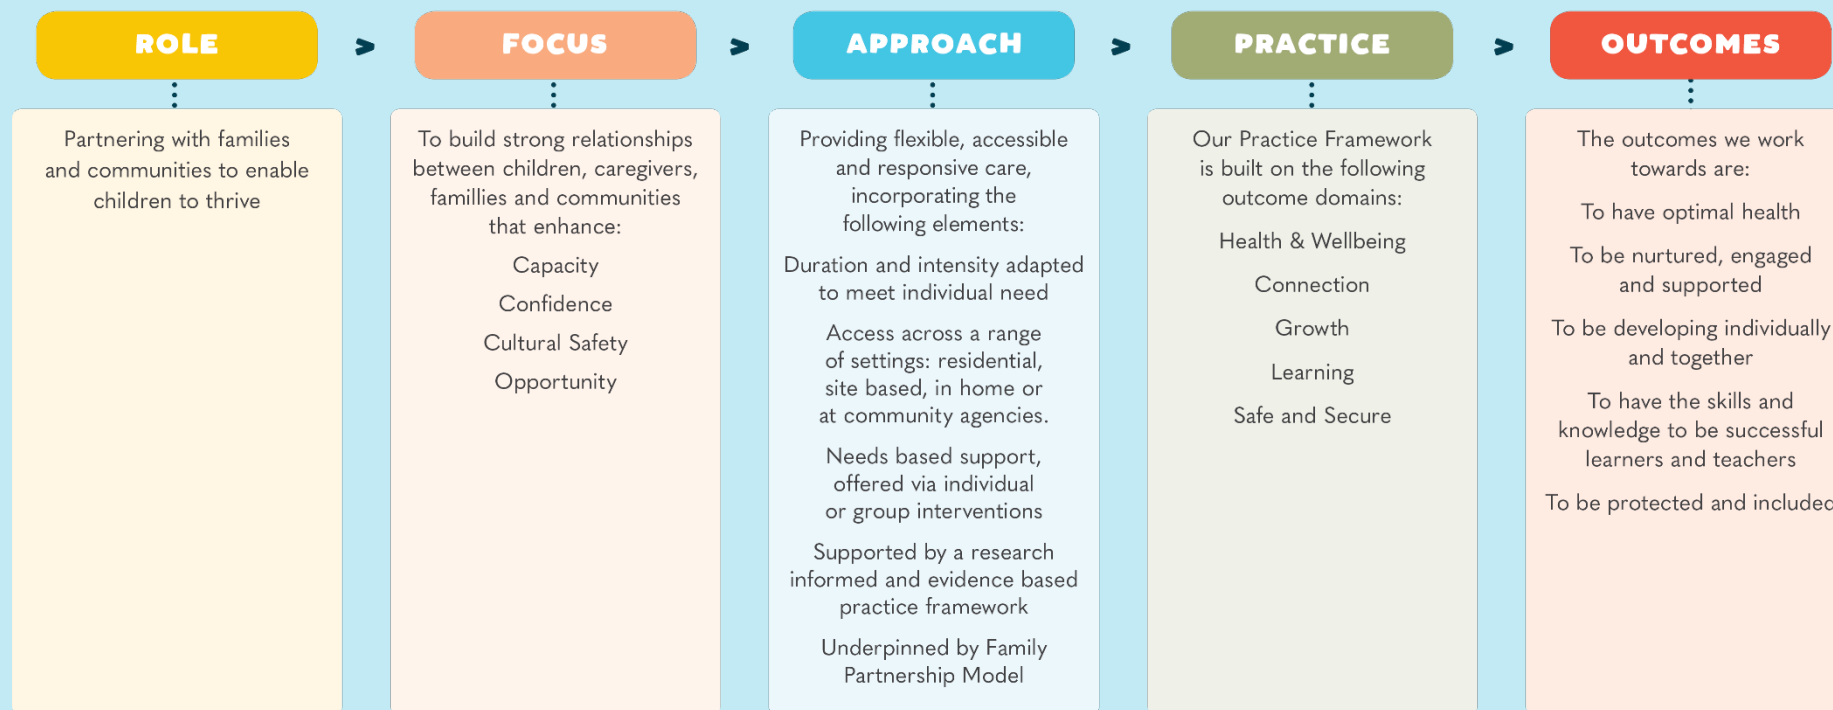 ROLE
>
FOCUS
>
APPROACH
>
PRACTICE
>
OUTCOMES
Partnering with families
and communities to enable
children to thrive
To build strong relationships
between children, caregivers,
famillies and communities
that enhance:
Capacity
Confidence
Cultural Safety
Opportunity
Providing flexible, accessible
and responsive care,
incorporating the
following elements:
Duration and intensity adapted
to meet individual need
Access across a range
of settings: residential,
site based, in home or
at community agencies.
Needs based support,
offered via individual
or group interventions
Supported by a research
informed and evidence based
practice framework
Underpinned by Family
Partnership Model
Our Practice Framework
is built on the following
outcome domains:
Health & Wellbeing
Connection
Growth
Learning
Safe and Secure
The outcomes we work
towards are:
To have optimal health
To be nurtured, engaged
and supported
To be developing individually
and together
To have the skills and
knowledge to be successful
learners and teachers
To be protected and included